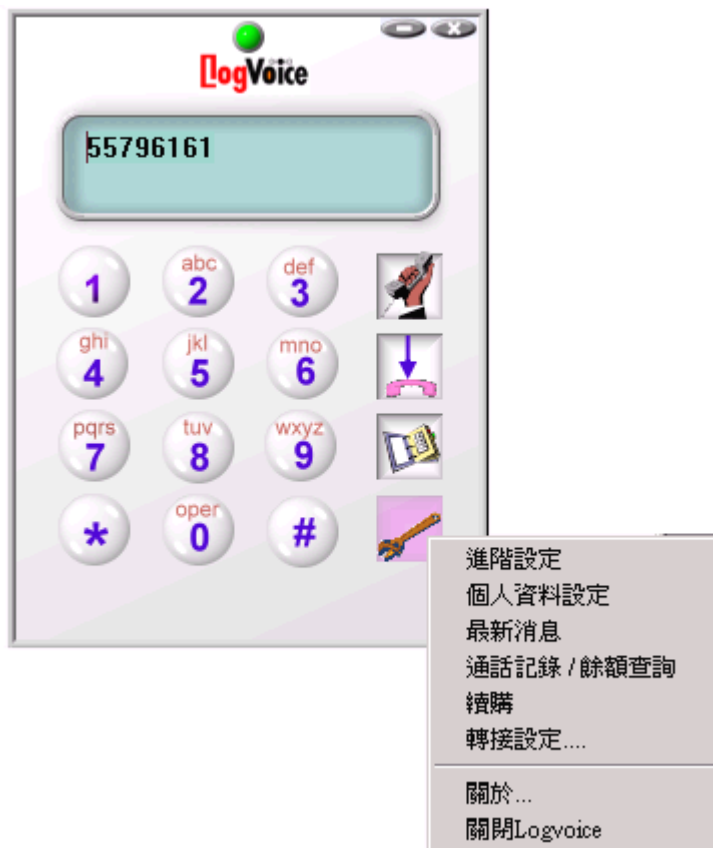 LogVoice
55796161
1
abc
2
def
3
ghi
4
jkl
5
mno
6
pqrs
7
tuv
8
wxyz
9
*
oper
0
#
進階設定
個人資料設定
最新消息
通話記錄 / 餘額查詢
續購
轉接設定....
關於...
關閉Logvoice